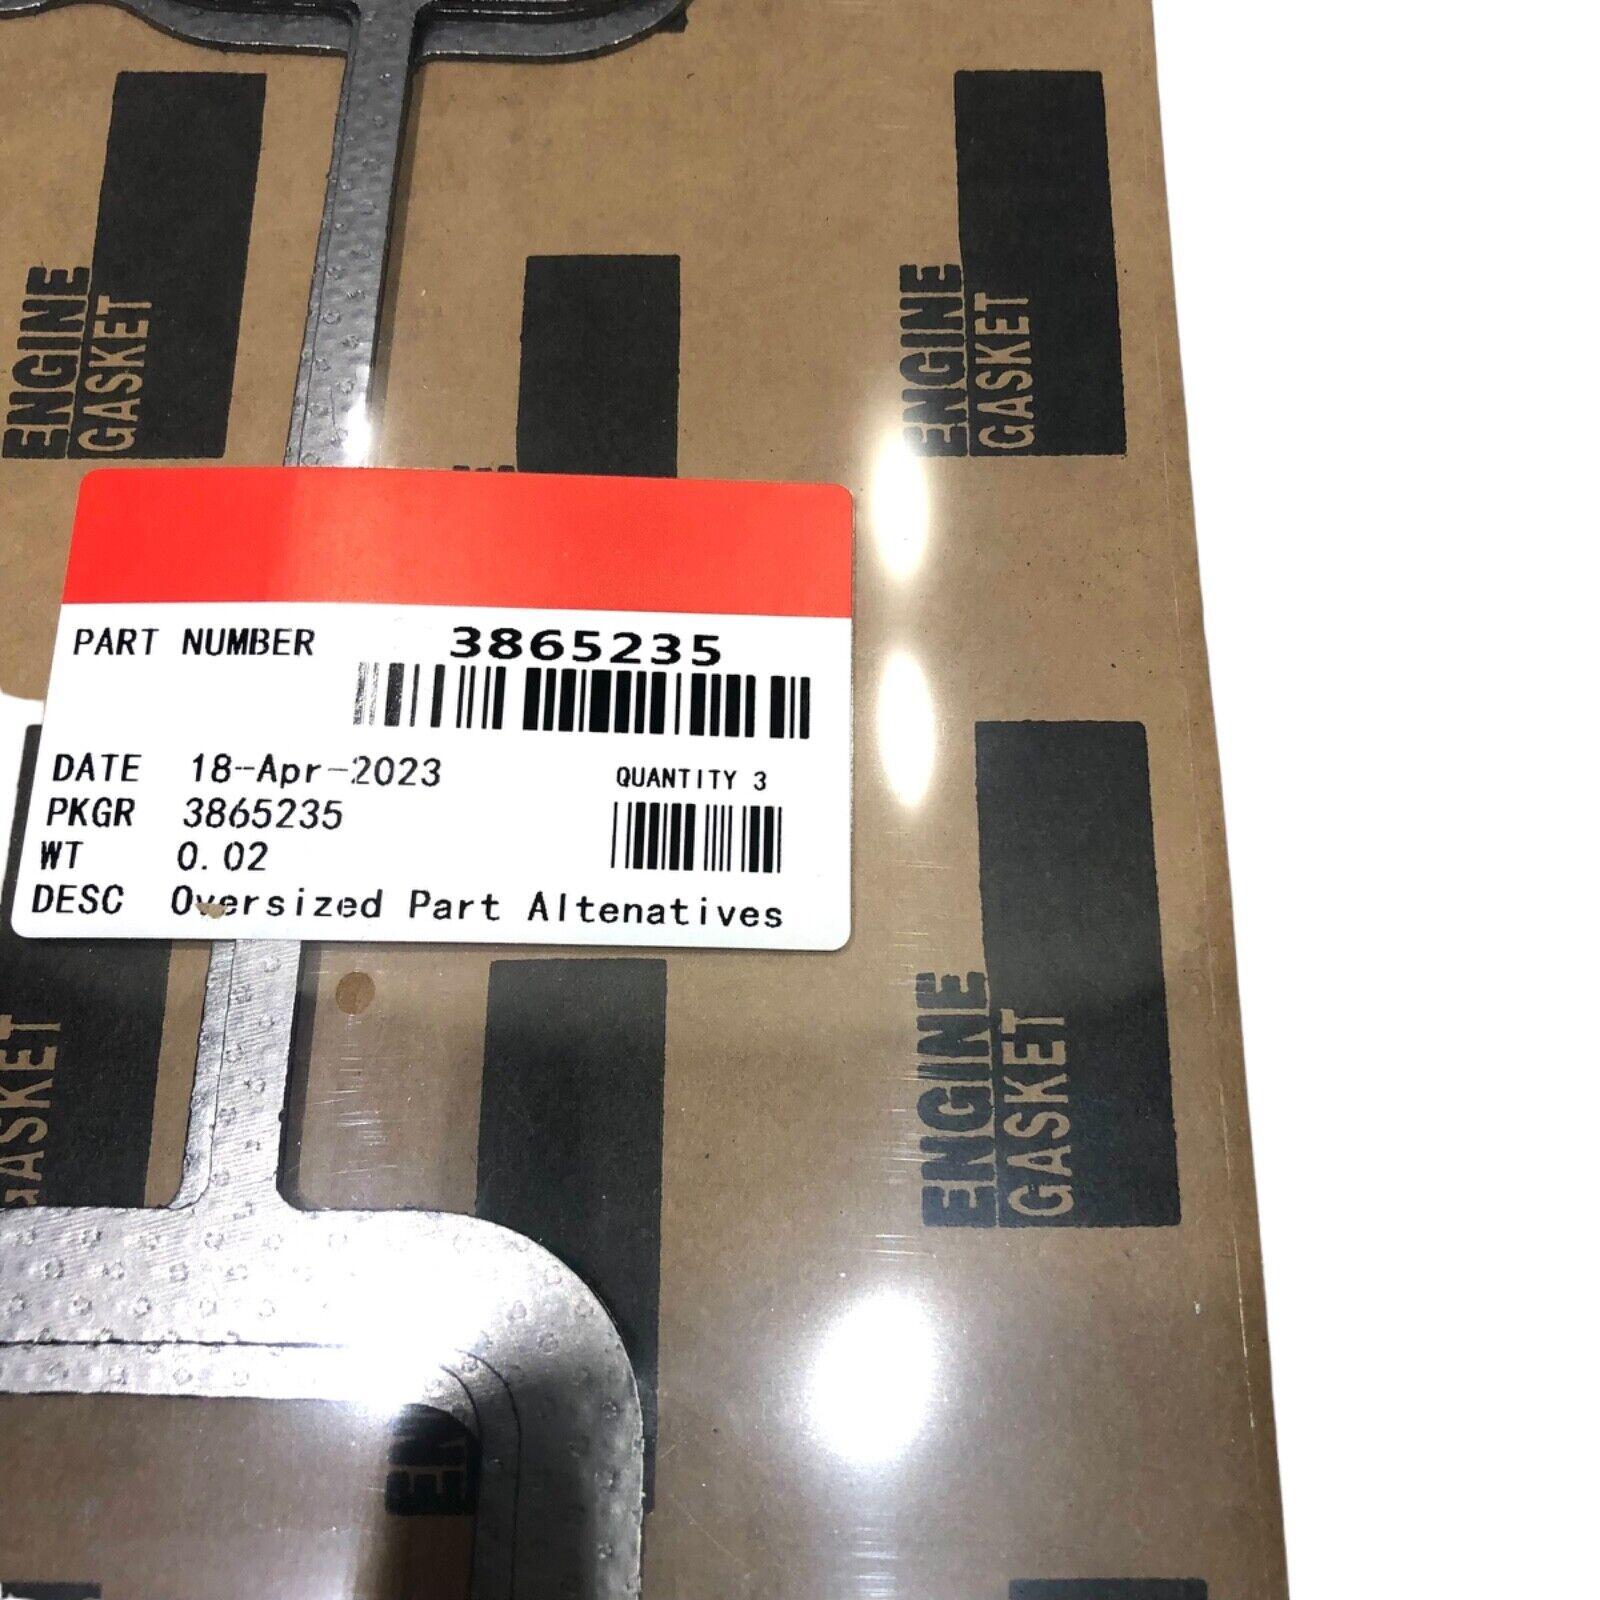 ENGINE
GASKET
ENGINE
GASKET
PART NUMBER 3865235
DATE 18-Apr-2023
QUANTITY 3
PKGR 3865235
WT 0.02
DESC Oversized Part Altenatives
ENGINE
GASKET
GASKET